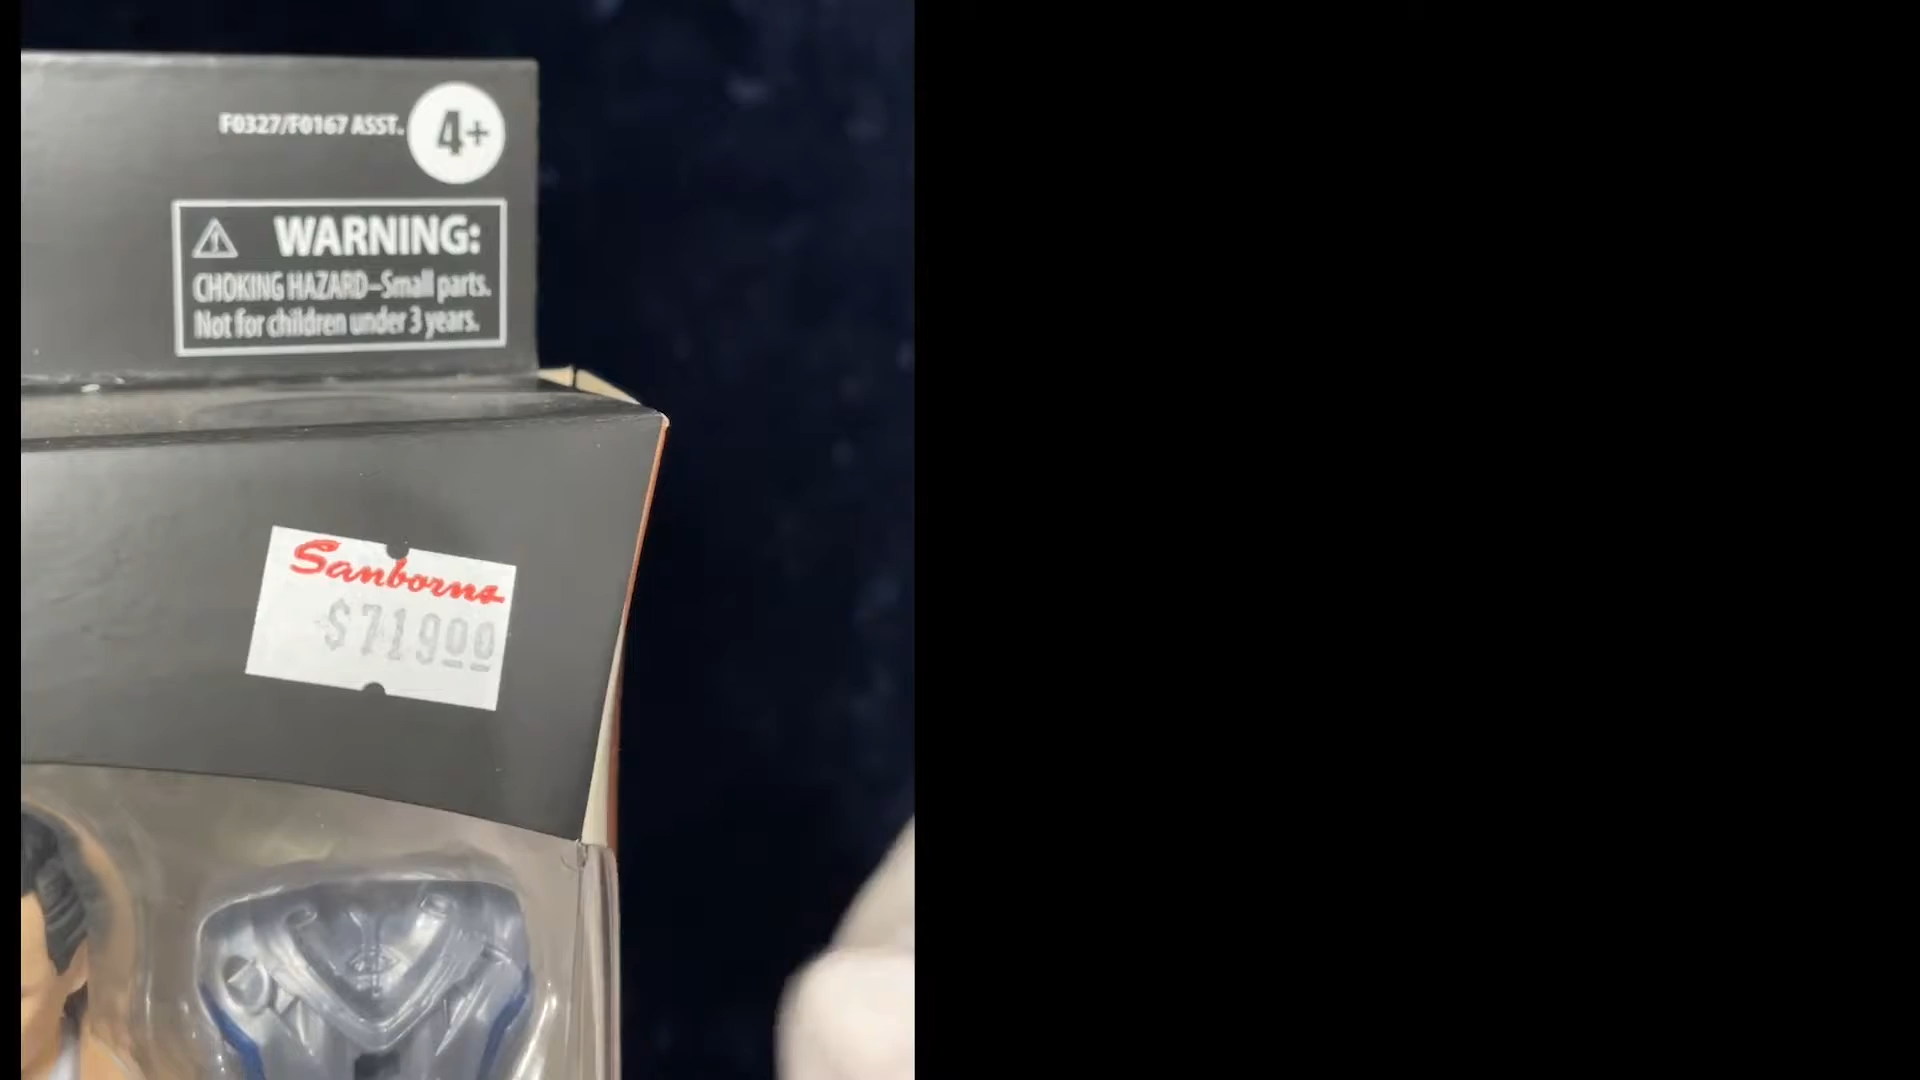 F0327/F0167 ASST.
4+
WARNING:
CHOKING HAZARD–Small parts.
Not for children under 3 years.
Sanborns
$71900